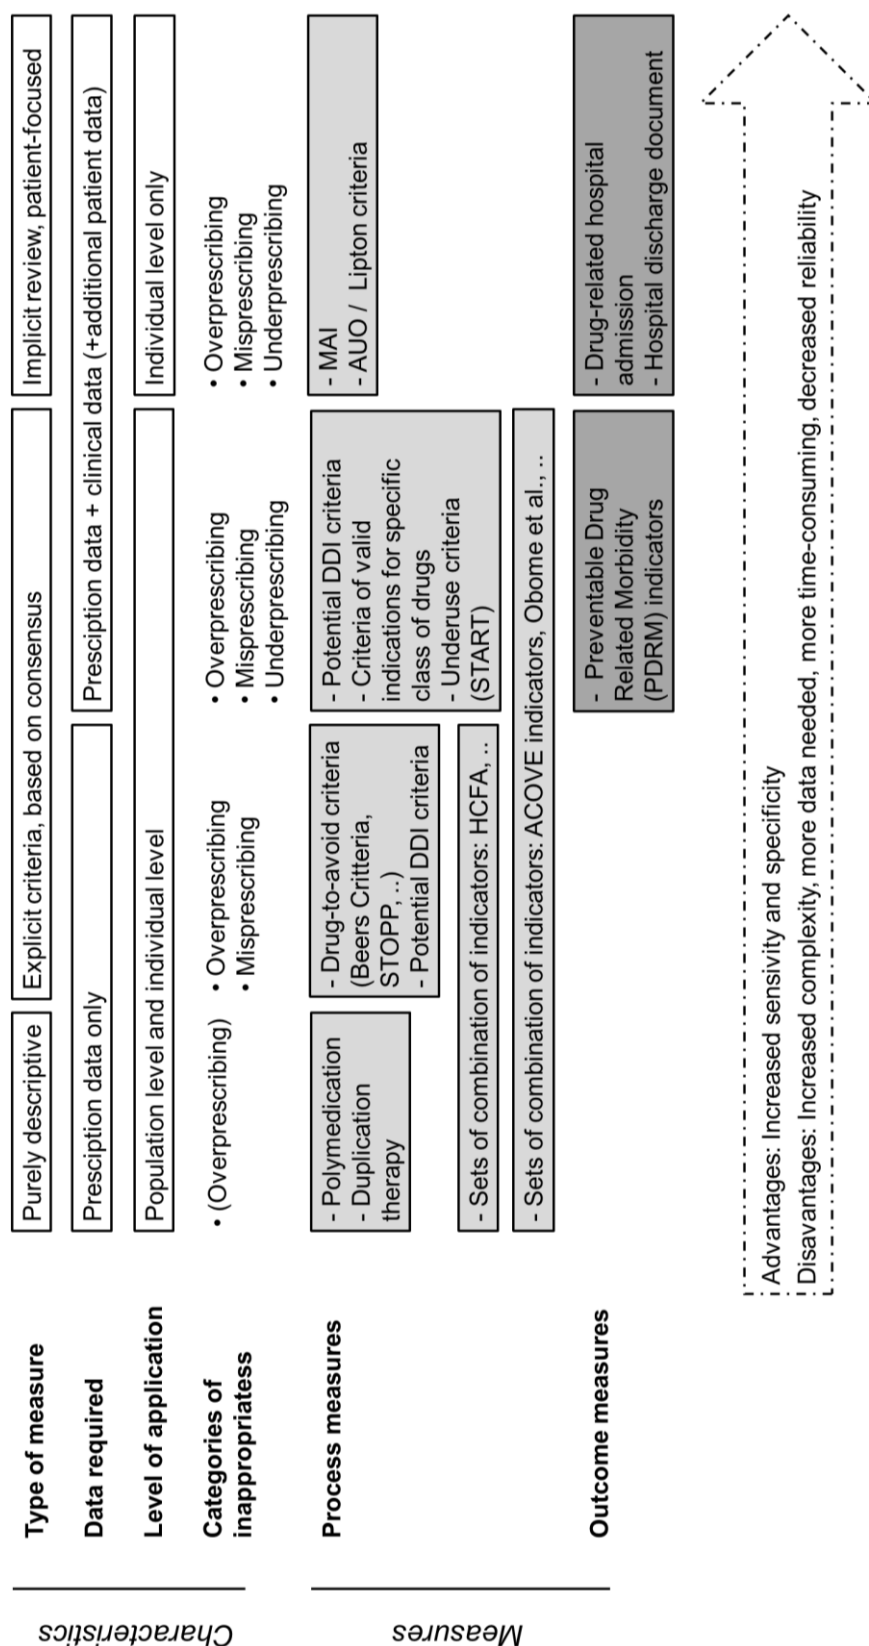 Characteristics
Type of measure
Purely descriptive
Explicit criteria, based on consensus
Implicit review, patient-focused
Data required
Presciption data only
Presciption data + clinical data (+additional patient data)
Level of application
Population level and individual level
Individual level only
Categories of
inappropriatess
• (Overprescribing)
• Overprescribing
• Misprescribing
• Overprescribing
• Misprescribing
• Underprescribing
• Overprescribing
• Misprescribing
• Underprescribing
Measures
Process measures
- Polymedication
- Duplication
therapy
- Drug-to-avoid criteria
(Beers Critteria,
STOPP, ..)
- Potential DDI criteria
- Potential DDI criteria
- Criteria of valid
indications for specific
class of drugs
- Underuse criteria
(START)
- MAI
- AUO / Lipton criteria
- Sets of combination of indicators: HCFA, ..
- Sets of combination of indicators: ACOVE indicators, Obome et al., ..
Outcome measures
- Preventable Drug
Related Morbidity
(PDRM) indicators
- Drug-related hospital
admission
- Hospital discharge document
Advantages: Increased sensivity and specificity
Disavantages: Increased complexity, more data needed, more time-consuming, decreased reliability